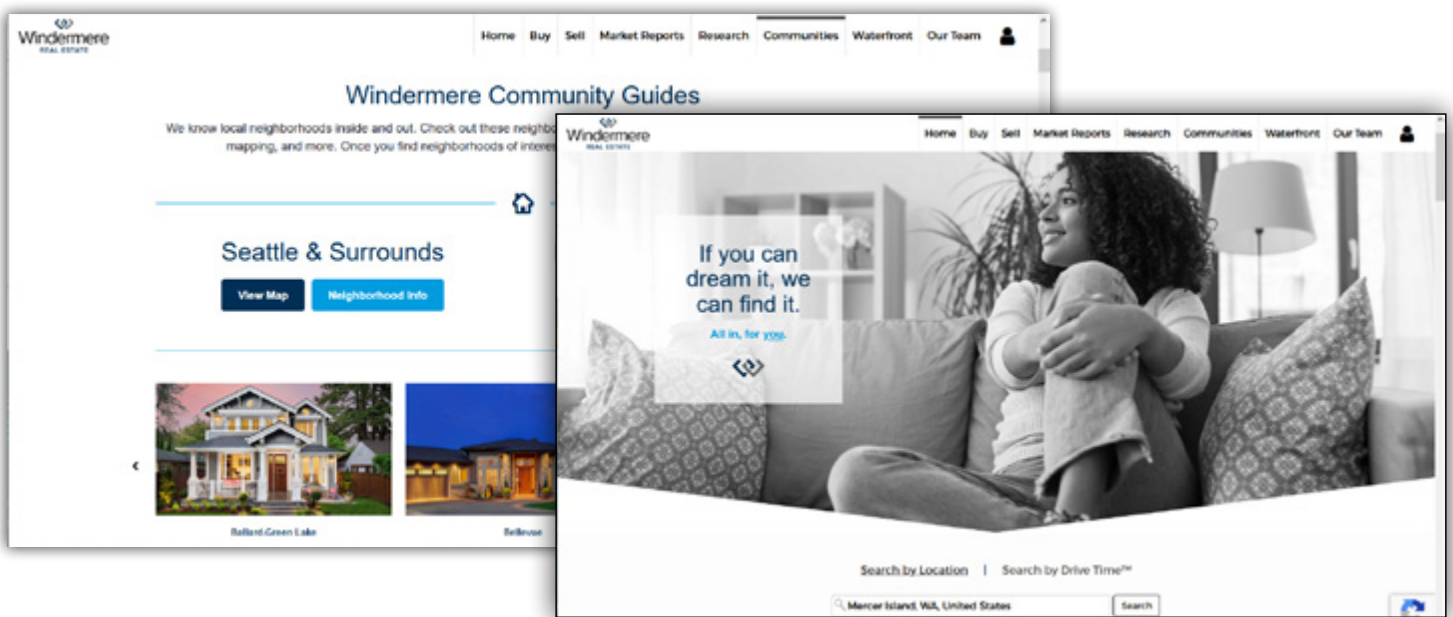 Windermere
REAL ESTATE
Home Buy Sell Market Reports Research Communities Waterfront Our Team
Windermere Community Guides
We know local neighborhoods inside and out. Check out these
mapping, and more. Once you find neighborhoods of
Seattle & Surrounds
View Map
Neighborhood Info
Ballard-Green Lake
Bellevue
Windermere
REAL ESTATE
Home Buy Sell Market Reports Research Communities Waterfront Our Team
If you can
dream it, we
can find it.
All in, for you.
Search by Location | Search by Drive Time™
Mercer Island, WA, United States
Search